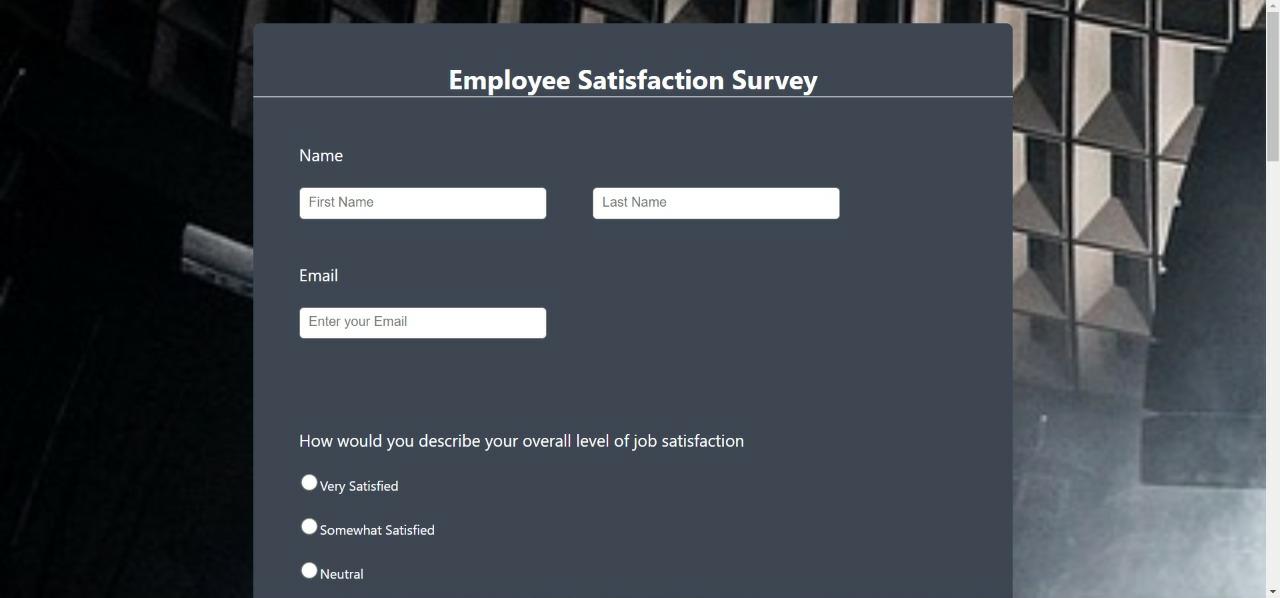 Employee Satisfaction Survey
Name
First Name
Last Name
Email
Enter your Email
How would you describe your overall level of job satisfaction
Very Satisfied
Somewhat Satisfied
Neutral